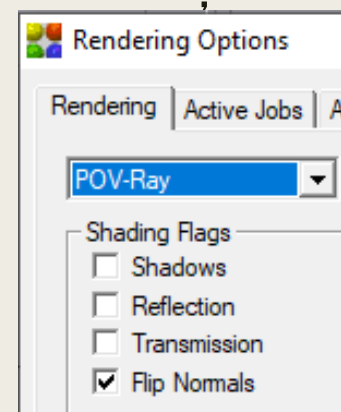 Rendering Options
Rendering Active Jobs
POV-Ray
Shading Flags
Shadows
Reflection
Transmission
Flip Normals